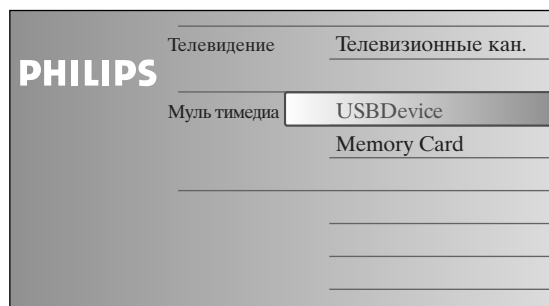 PHILIPS
Телевидение Телевизионные кан.
Муль тимедиа USBDevice
Memory Card